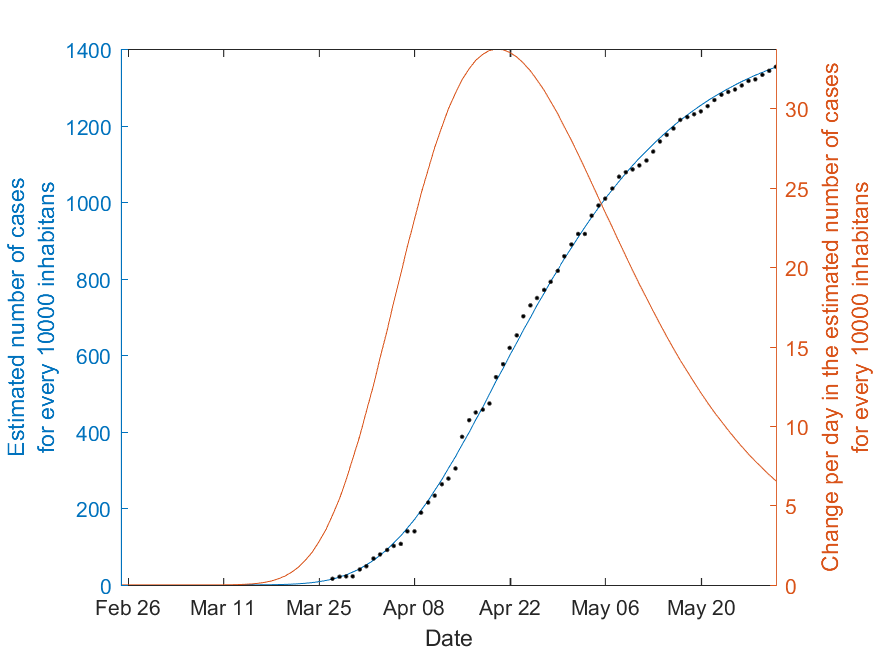 Estimated number of cases
for every 10000 inhabitans
1400
1200
1000
800
600
400
200
0
30
25
20
15
10
5
0
Change per day in the estimated number of cases
for every 10000 inhabitans
Feb 26 Mar 11 Mar 25 Apr 08 Apr 22 May 06 May 20
Date